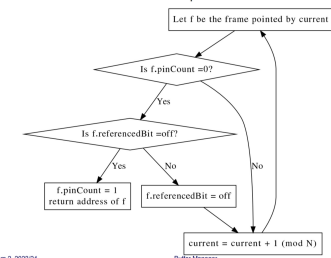 Let f be the frame pointed by current
Is f.pinCount =0?
Yes
Is f.referencedBit =off?
Yes
No
No
f.pinCount = 1
return address of f
f.referencedBit = off
current = current + 1 (mod N)